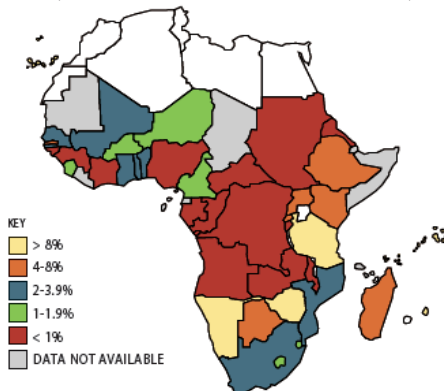 KEY
> 8%
4-8%
2-3.9%
1-1.9%
< 1%
DATA NOT AVAILABLE